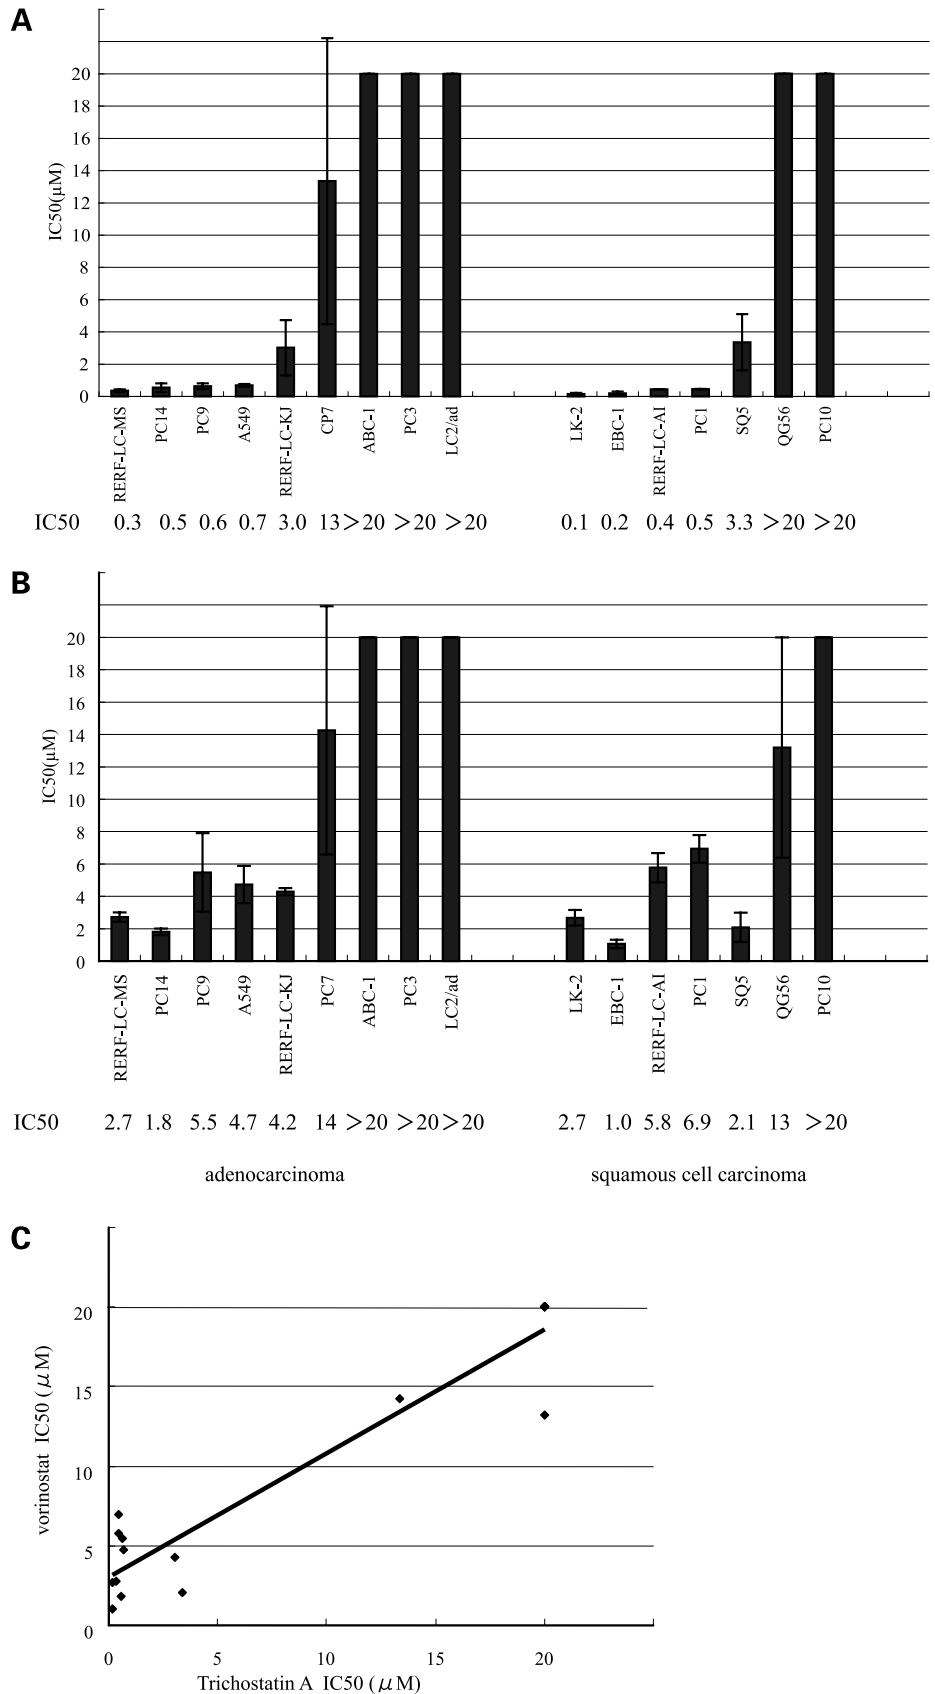 A
20
18
16
14
12
10
8
6
4
2
0
IC50(μM)
RERF-LC-MS PC14 PC9 A549 RERF-LC-KJ CP7 ABC-1 PC3 LC2/ad LK-2 EBC-1 RERF-LC-AI PC1 SQ5 QG56 PC10
IC50 0.3 0.5 0.6 0.7 3.0 13 >20 >20 >20 0.1 0.2 0.4 0.5 3.3 >20 >20
B
20
18
16
14
12
10
8
6
4
2
0
IC50(μM)
RERF-LC-MS PC14 PC9 A549 RERF-LC-KJ PC7 ABC-1 PC3 LC2/ad LK-2 EBC-1 RERF-LC-AI PC1 SQ5 QG56 PC10
IC50 2.7 1.8 5.5 4.7 4.2 14 >20 >20 >20 2.7 1.0 5.8 6.9 2.1 13 >20
adenocarcinoma squamous cell carcinoma
C
20
15
10
5
0
vorinostat IC50 (μM)
0 5 10 15 20
Trichostatin A IC50 (μM)